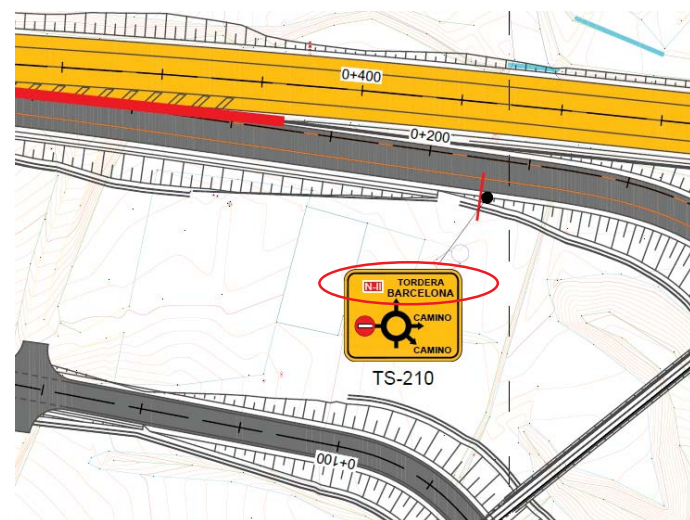 0+400
0+200
N-II TORDERA
BARCELONA
CAMINO
CAMINO
TS-210
0+100